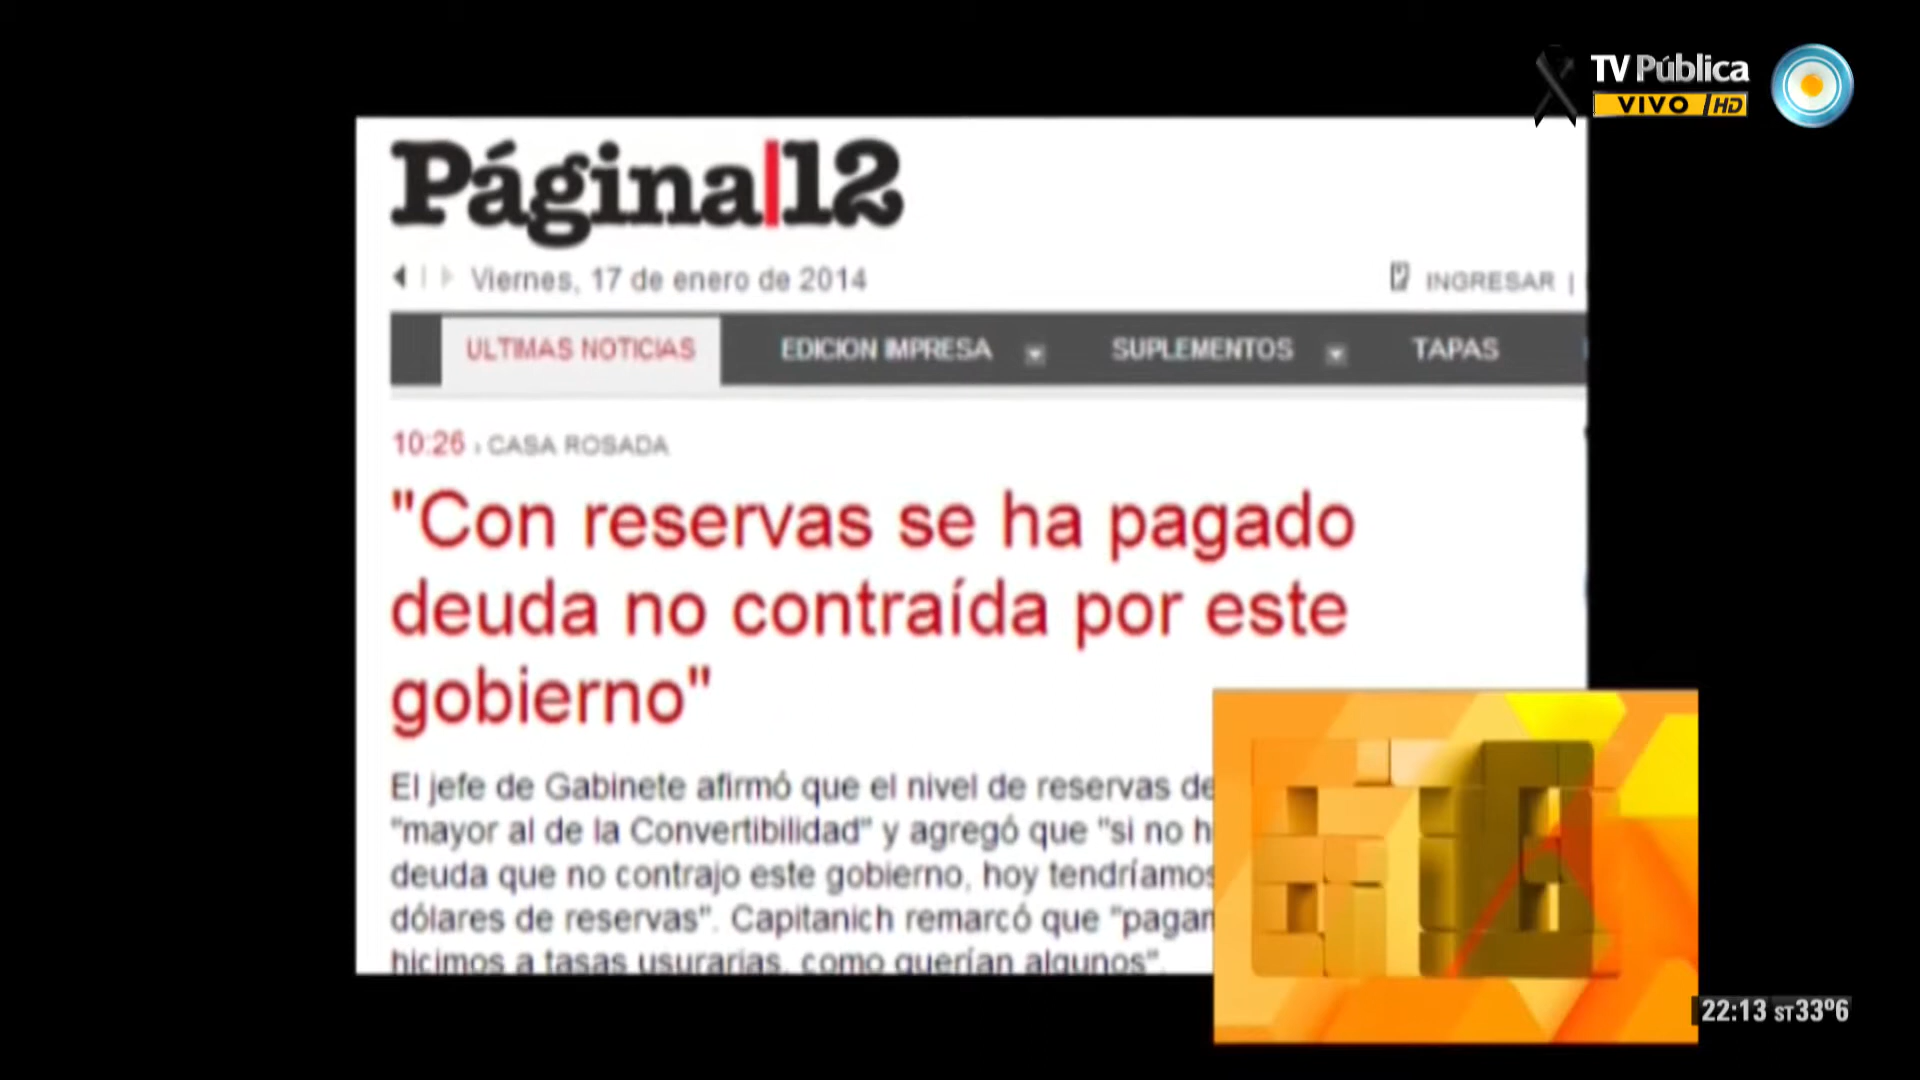 TV Pública
VIVO HD
Página|12
Viernes, 17 de enero de 2014
INGRESAR |
ULTIMAS NOTICIAS
EDICION IMPRESA
SUPLEMENTOS
TAPAS
10:26 › CASA ROSADA
"Con reservas se ha pagado
deuda no contraída por este
gobierno"
El jefe de Gabinete afirmó que el nivel de reservas de
"mayor al de la Convertibilidad" y agregó que "si no h
deuda que no contrajo este gobierno, hoy tendríamos
dólares de reservas". Capitanich remarcó que "pagar
hicimos a tasas usurarias, como querían algunos".
22:13 ST33º6